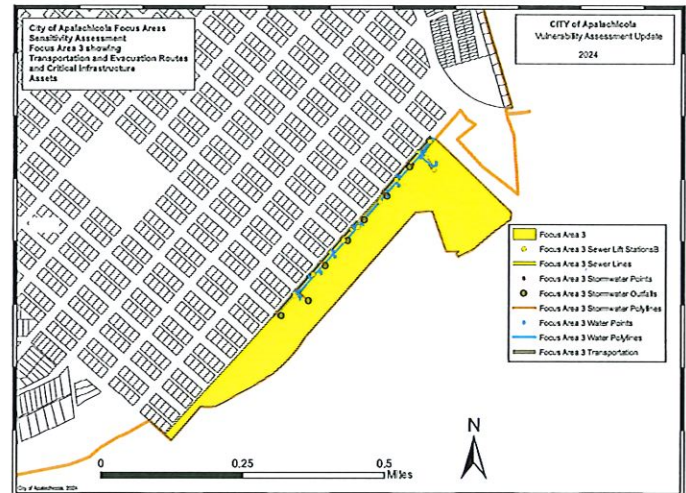 City of Apalachicola Focus Areas
Sensitivity Assessment
Focus Area 3 showing
Transportation and Evacuation Routes
and Critical Infrastructure
Assets
CITY of Apalachicola
Vulnerability Assessment Update
2024
Focus Area 3
Focus Area 3 Sewer Lift StationsB
Focus Area 3 Sewer Lines
Focus Area 3 Stormwater Points
Focus Area 3 Stormwater Outfalls
Focus Area 3 Stormwater Polylines
Focus Area 3 Water Points
Focus Area 3 Water Polylines
Focus Area 3 Transportation
N
0 0.25 0.5
Miles
City of Apalachicola, 2024